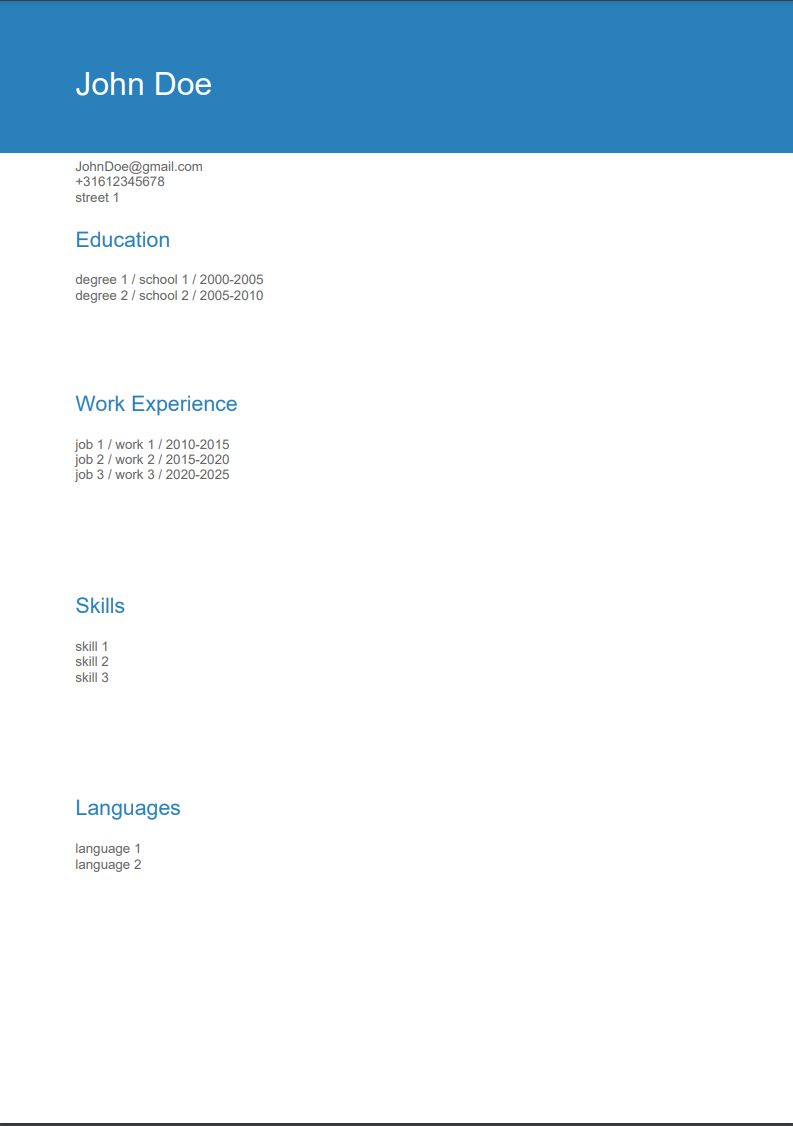 John Doe
JohnDoe@gmail.com
+31612345678
street 1
Education
degree 1 / school 1 / 2000-2005
degree 2 / school 2 / 2005-2010
Work Experience
job 1 / work 1 / 2010-2015
job 2 / work 2 / 2015-2020
job 3 / work 3 / 2020-2025
Skills
skill 1
skill 2
skill 3
Languages
language 1
language 2